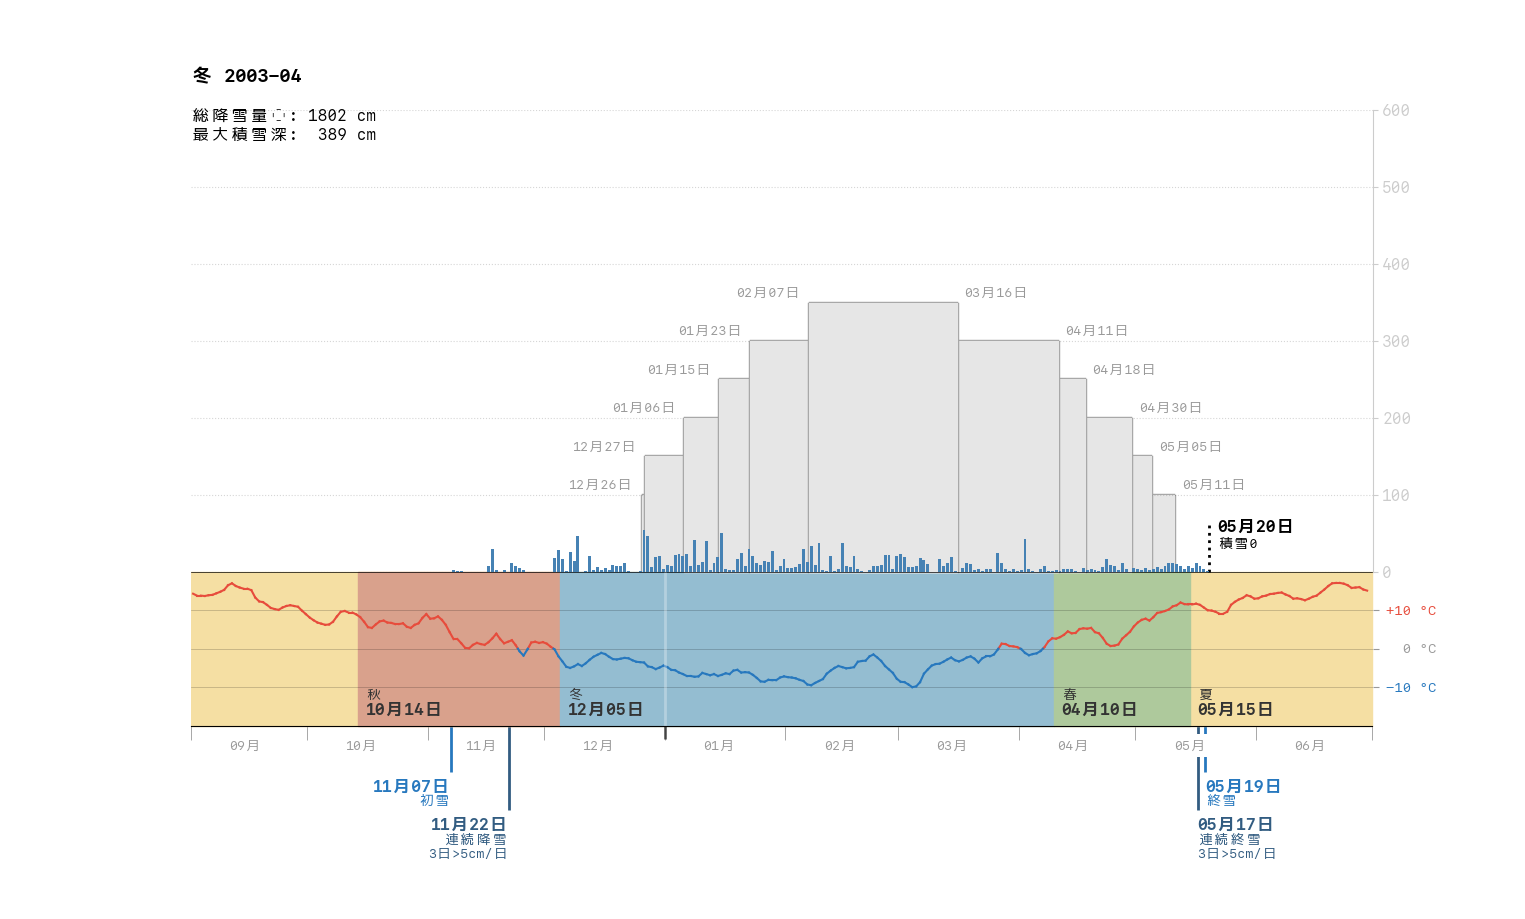 冬 2003-04
総降雪量 : 1802 cm
最大積雪深: 389 cm
600
500
400
300
200
100
0
02月07日
03月16日
01月23日
04月11日
01月15日
04月18日
01月06日
04月30日
12月27日
05月05日
12月26日
05月11日
05月20日
積雪0
+10 °C
0 °C
-10 °C
秋
10月14日
冬
12月05日
春
04月10日
夏
05月15日
09月
10月
11月
12月
01月
02月
03月
04月
05月
06月
11月07日
初雪
05月19日
終雪
11月22日
連続降雪
3日>5cm/日
05月17日
連続終雪
3日>5cm/日